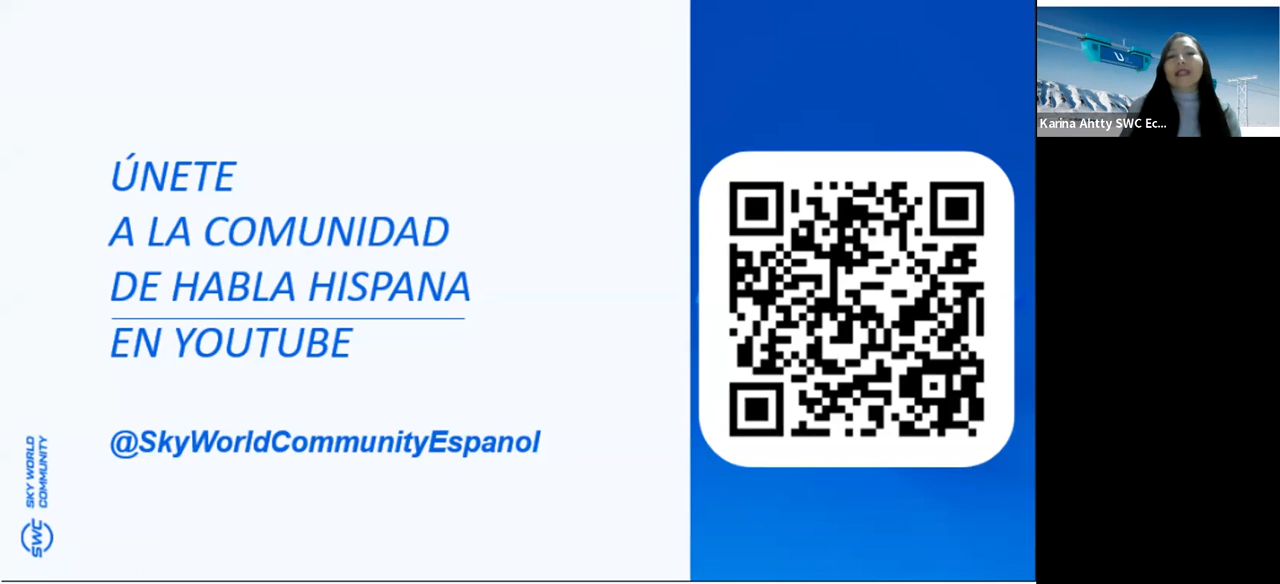 ÚNETE
A LA COMUNIDAD
DE HABLA HISPANA
EN YOUTUBE
@SkyWorldCommunityEspanol
SWC SKY WORLD
COMMUNITY
Karina Ahtty SWC Ec...